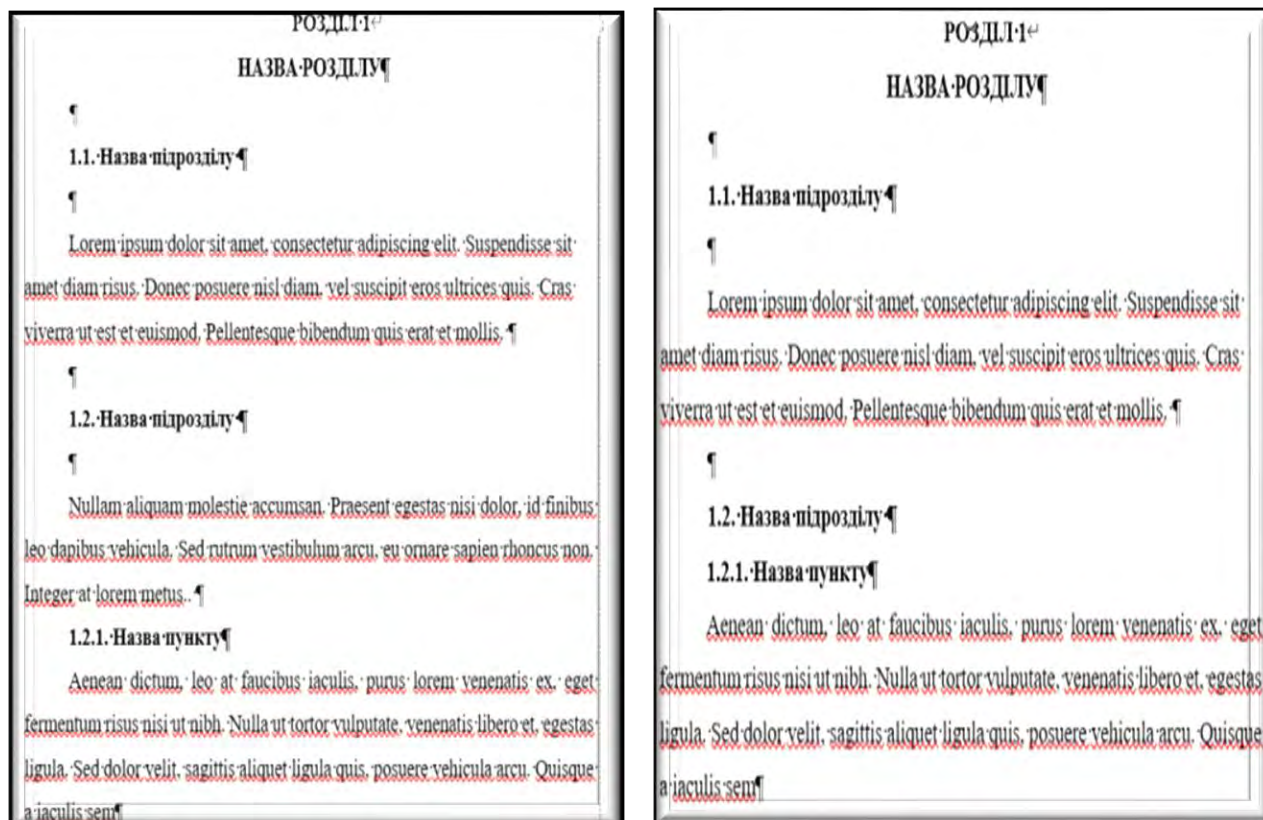 РОЗДІЛ·1↵
НАЗВА·РОЗДІЛУ¶
¶
1.1.·Назва·підрозділу·¶
¶
Lorem·ipsum·dolor·sit·amet,·consectetur·adipiscing·elit.·Suspendisse·sit·
amet·diam·risus.·Donec·posuere·nisl·diam,·vel·suscipit·eros·ultrices·quis.·Cras·
viverra·ut·est·et·euismod.·Pellentesque·bibendum·quis·erat·et·mollis.·¶
¶
1.2.·Назва·підрозділу·¶
¶
Nullam·aliquam·molestie·accumsan.·Praesent·egestas·nisi·dolor,·id·finibus·
leo·dapibus·vehicula.·Sed·rutrum·vestibulum·arcu,·eu·ornare·sapien·rhoncus·non.·
Integer·at·lorem·metus..·¶
1.2.1.·Назва·пункту¶
Aenean·dictum,·leo·at·faucibus·iaculis,·purus·lorem·venenatis·ex,·eget·
fermentum·risus·nisi·ut·nibh.·Nulla·ut·tortor·vulputate,·venenatis·libero·et,·egestas·
ligula.·Sed·dolor·velit,·sagittis·aliquet·ligula·quis,·posuere·vehicula·arcu.·Quisque·
a·iaculis·sem¶
РОЗДІЛ·1↵
НАЗВА·РОЗДІЛУ¶
¶
1.1.·Назва·підрозділу·¶
¶
Lorem·ipsum·dolor·sit·amet,·consectetur·adipiscing·elit.·Suspendisse·sit·
amet·diam·risus.·Donec·posuere·nisl·diam,·vel·suscipit·eros·ultrices·quis.·Cras·
viverra·ut·est·et·euismod.·Pellentesque·bibendum·quis·erat·et·mollis.·¶
¶
1.2.·Назва·підрозділу·¶
1.2.1.·Назва·пункту¶
Aenean·dictum,·leo·at·faucibus·iaculis,·purus·lorem·venenatis·ex,·eget
fermentum·risus·nisi·ut·nibh.·Nulla·ut·tortor·vulputate,·venenatis·libero·et,·egestas
ligula.·Sed·dolor·velit,·sagittis·aliquet·ligula·quis,·posuere·vehicula·arcu.·Quisque
a·iaculis·sem¶